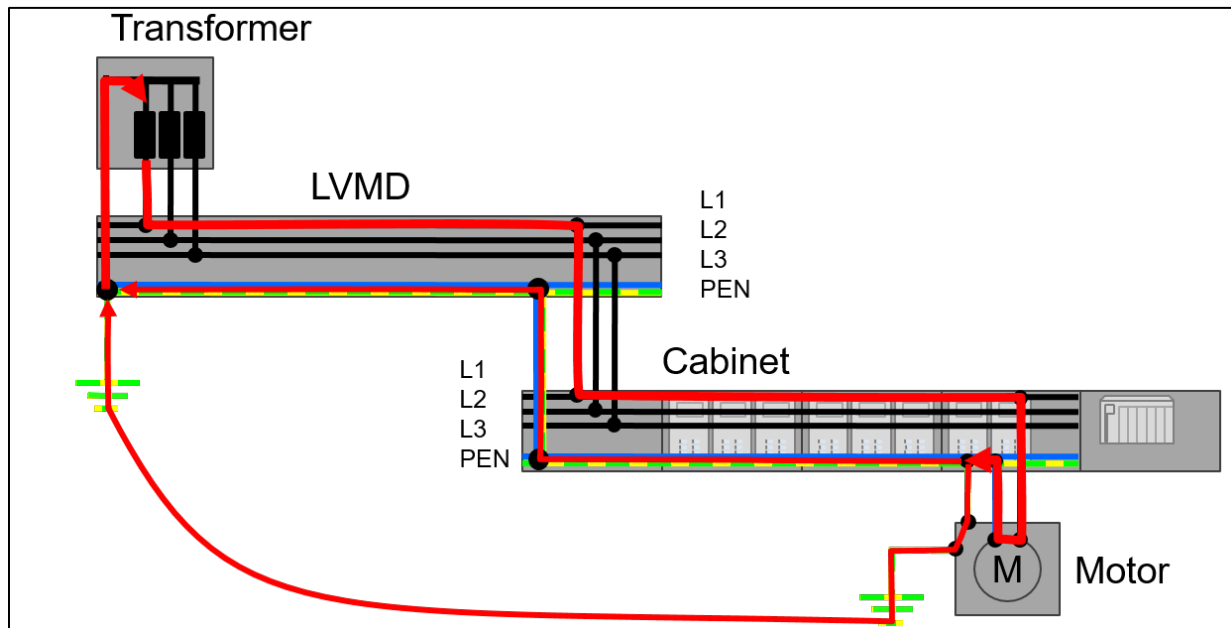 Transformer
LVMD
L1
L2
L3
PEN
Cabinet
L1
L2
L3
PEN
M
Motor